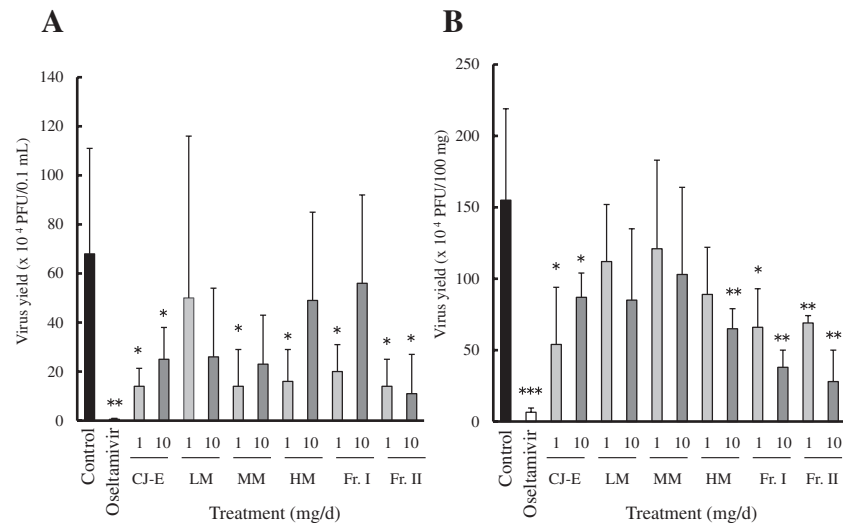 A
Virus yield (x 10⁴ PFU/0.1 mL)
140
120
100
80
60
40
20
0
**
*
*
*
*
*
*
*
Control
Oseltamivir
1 10 1 10 1 10 1 10 1 10 1 10
CJ-E LM MM HM Fr. I Fr. II
Treatment (mg/d)
B
Virus yield (x 10⁴ PFU/100 mg)
250
200
150
100
50
0
***
*
*
**
*
**
**
**
Control
Oseltamivir
1 10 1 10 1 10 1 10 1 10 1 10
CJ-E LM MM HM Fr. I Fr. II
Treatment (mg/d)